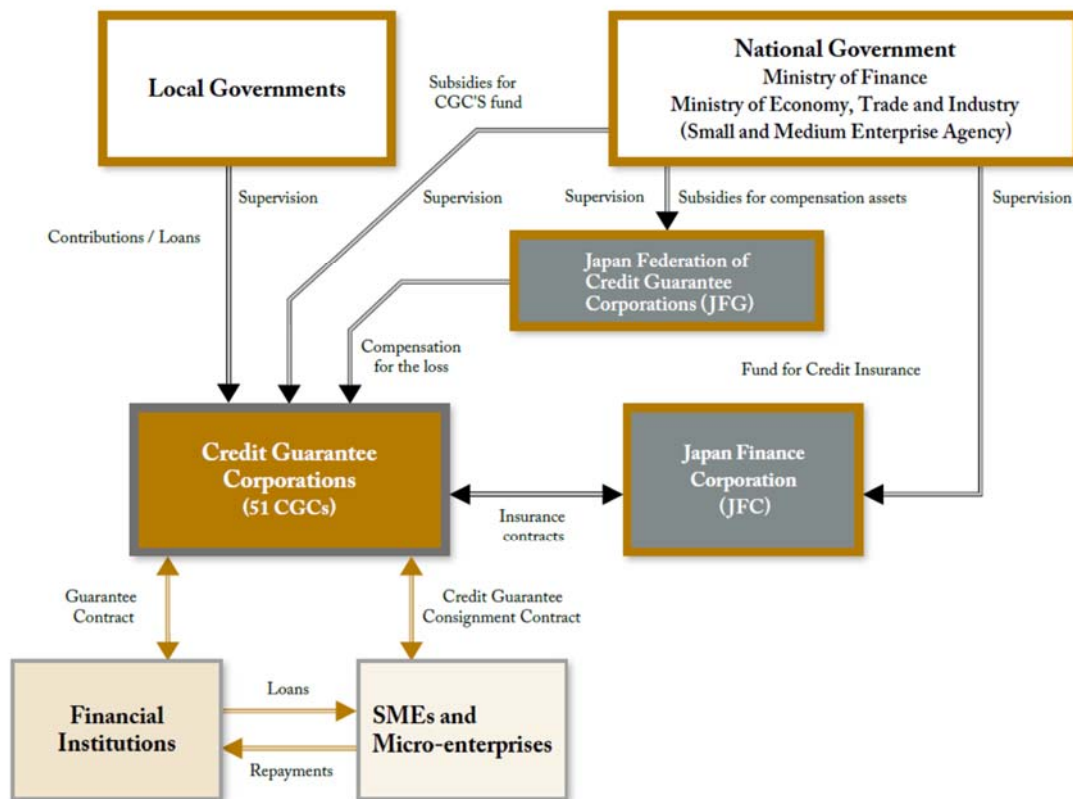 Local Governments
National Government
Ministry of Finance
Ministry of Economy, Trade and Industry
(Small and Medium Enterprise Agency)
Subsidies for
CGC'S fund
Supervision
Supervision
Supervision
Subsidies for compensation assets
Supervision
Contributions / Loans
Japan Federation of
Credit Guarantee
Corporations (JFG)
Compensation
for the loss
Fund for Credit Insurance
Credit Guarantee
Corporations
(51 CGCs)
Japan Finance
Corporation
(JFC)
Insurance
contracts
Guarantee
Contract
Credit Guarantee
Consignment Contract
Financial
Institutions
Loans
Repayments
SMEs and
Micro-enterprises